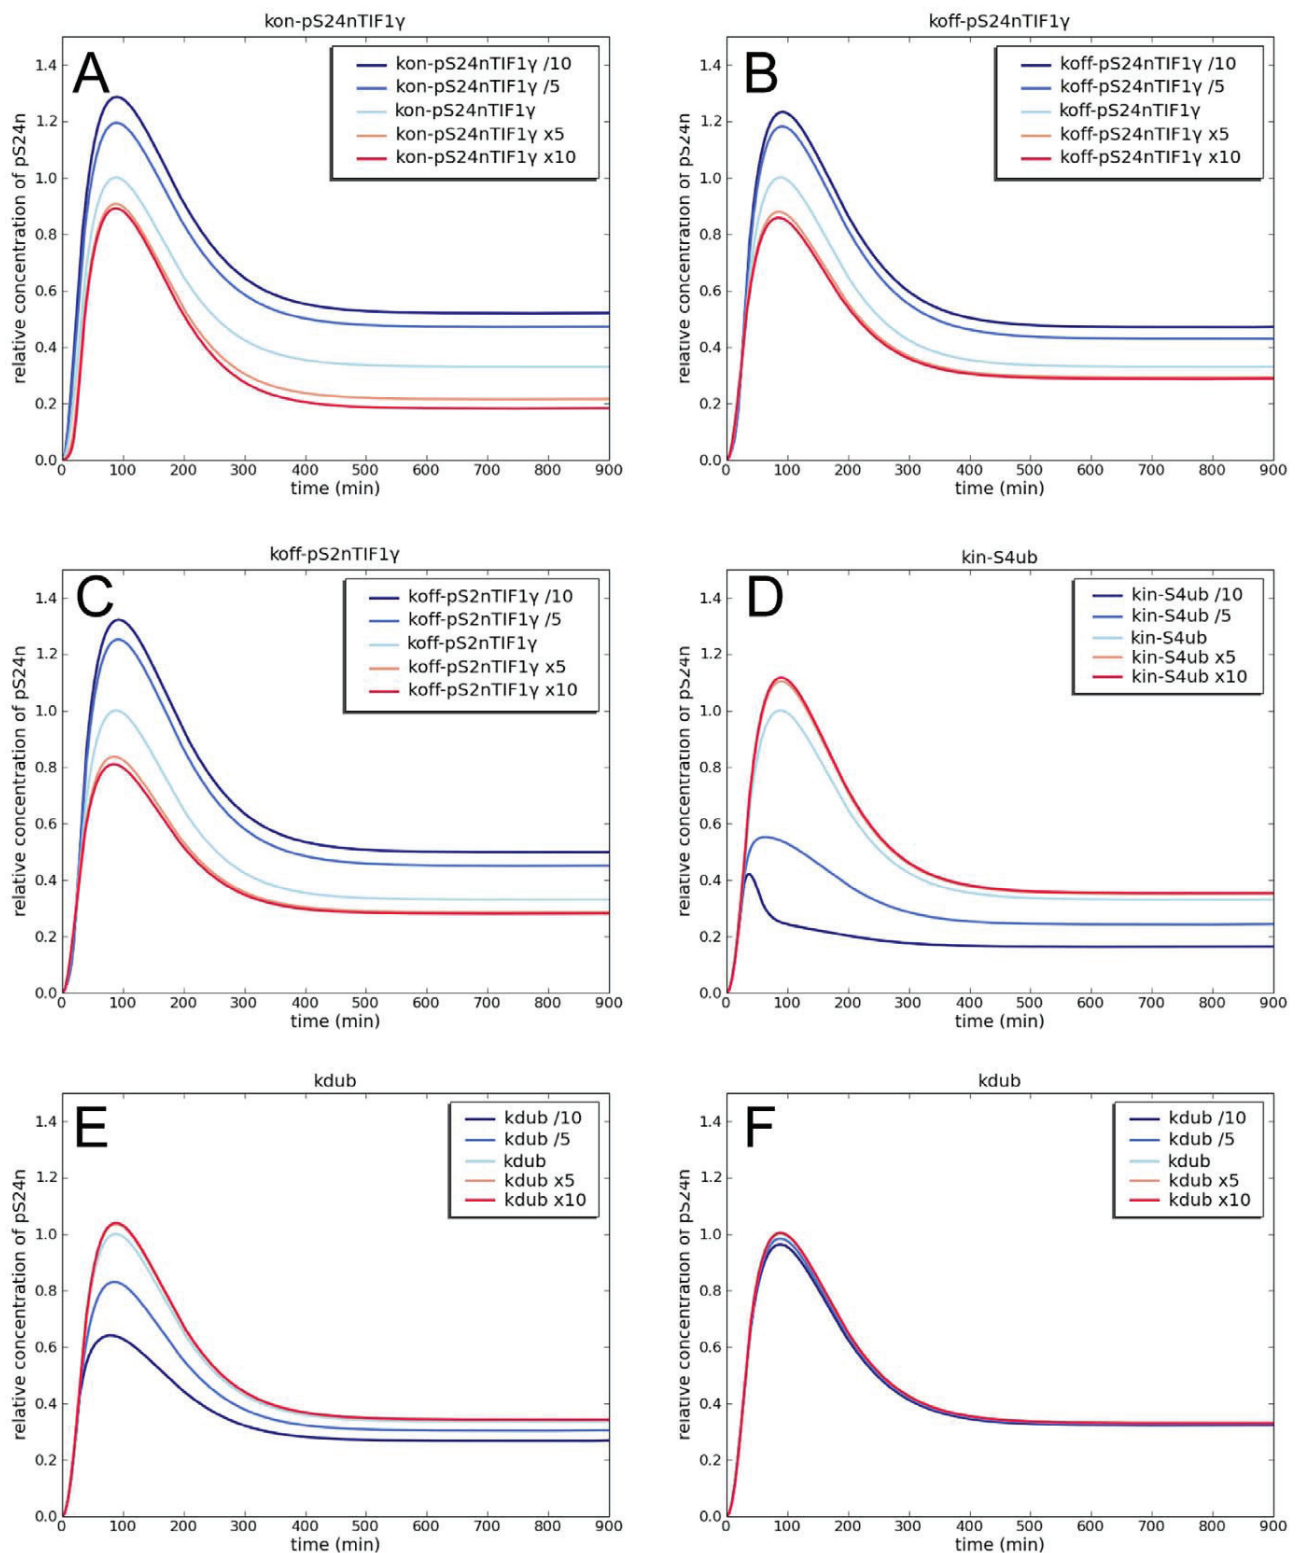 kon-pS24nTIF1γ
A
kon-pS24nTIF1γ /10
kon-pS24nTIF1γ /5
kon-pS24nTIF1γ
kon-pS24nTIF1γ x5
kon-pS24nTIF1γ x10
relative concentration of pS24n
1.4
1.2
1.0
0.8
0.6
0.4
0.2
0.0
0 100 200 300 400 500 600 700 800 900
time (min)
koff-pS24nTIF1γ
B
koff-pS24nTIF1γ /10
koff-pS24nTIF1γ /5
koff-pS24nTIF1γ
koff-pS24nTIF1γ x5
koff-pS24nTIF1γ x10
relative concentration of pS24n
1.4
1.2
1.0
0.8
0.6
0.4
0.2
0.0
0 100 200 300 400 500 600 700 800 900
time (min)
koff-pS2nTIF1γ
C
koff-pS2nTIF1γ /10
koff-pS2nTIF1γ /5
koff-pS2nTIF1γ
koff-pS2nTIF1γ x5
koff-pS2nTIF1γ x10
relative concentration of pS24n
1.4
1.2
1.0
0.8
0.6
0.4
0.2
0.0
0 100 200 300 400 500 600 700 800 900
time (min)
kin-S4ub
D
kin-S4ub /10
kin-S4ub /5
kin-S4ub
kin-S4ub x5
kin-S4ub x10
relative concentration of pS24n
1.4
1.2
1.0
0.8
0.6
0.4
0.2
0.0
0 100 200 300 400 500 600 700 800 900
time (min)
kdub
E
kdub /10
kdub /5
kdub
kdub x5
kdub x10
relative concentration of pS24n
1.4
1.2
1.0
0.8
0.6
0.4
0.2
0.0
0 100 200 300 400 500 600 700 800 900
time (min)
kdub
F
kdub /10
kdub /5
kdub
kdub x5
kdub x10
relative concentration of pS24n
1.4
1.2
1.0
0.8
0.6
0.4
0.2
0.0
0 100 200 300 400 500 600 700 800 900
time (min)